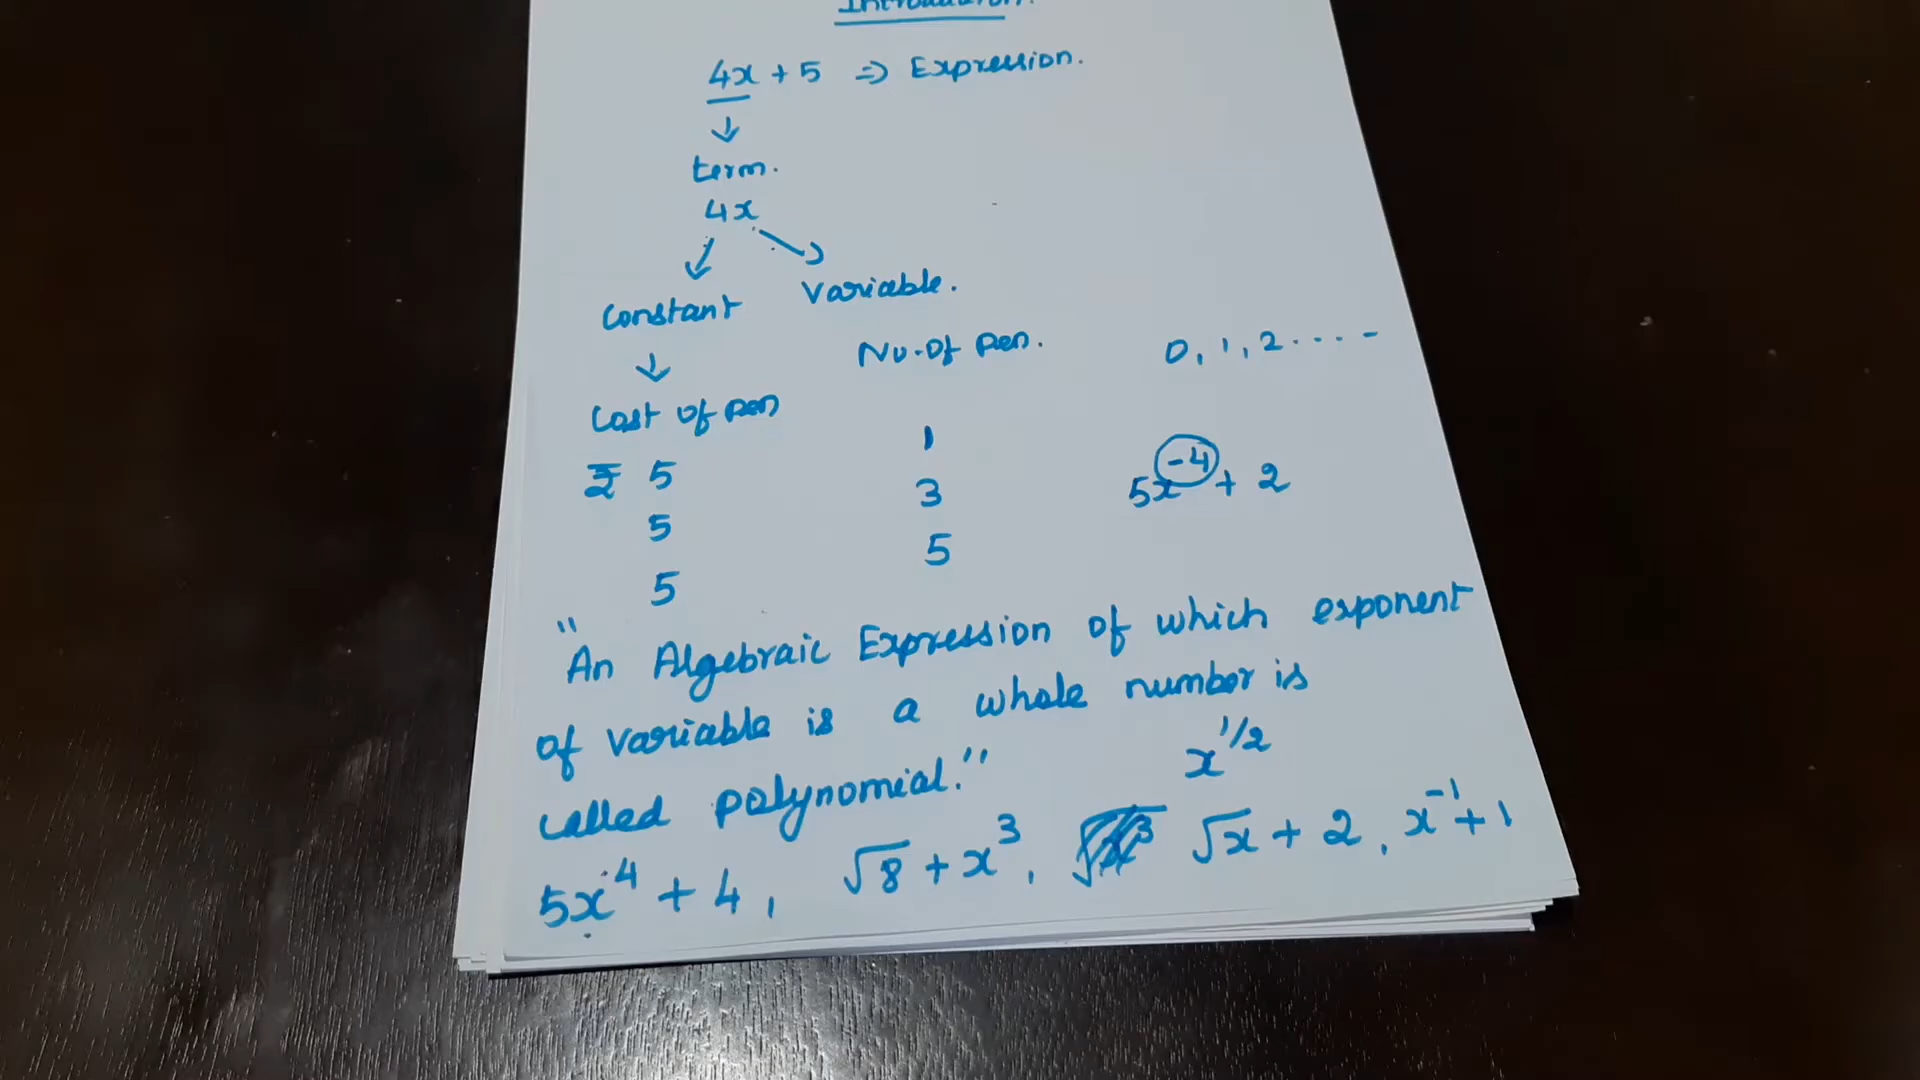 Introduction.
4x + 5 ⇒ Expression.
↓
term.
4x
Constant Variable.
↓ No. Of Pen. 0, 1, 2 . . . . -
Cost of pen
1
₹ 5
3 5x⁻⁴ + 2
5
5
5
"An Algebraic Expression of which exponent
of variable is a whole number is
called polynomial." x^1/2
5x⁴ + 4, √8 + x³, √x + 2, x⁻¹ + 1